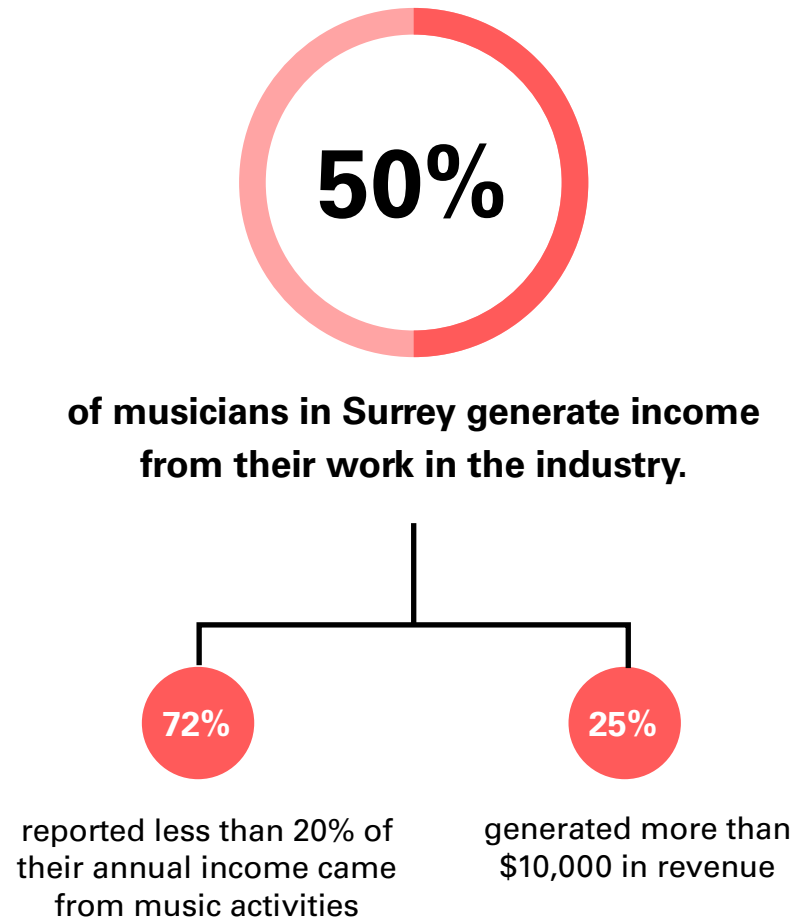 50%
of musicians in Surrey generate income
from their work in the industry.
72%
25%
reported less than 20% of
their annual income came
from music activities
generated more than
$10,000 in revenue